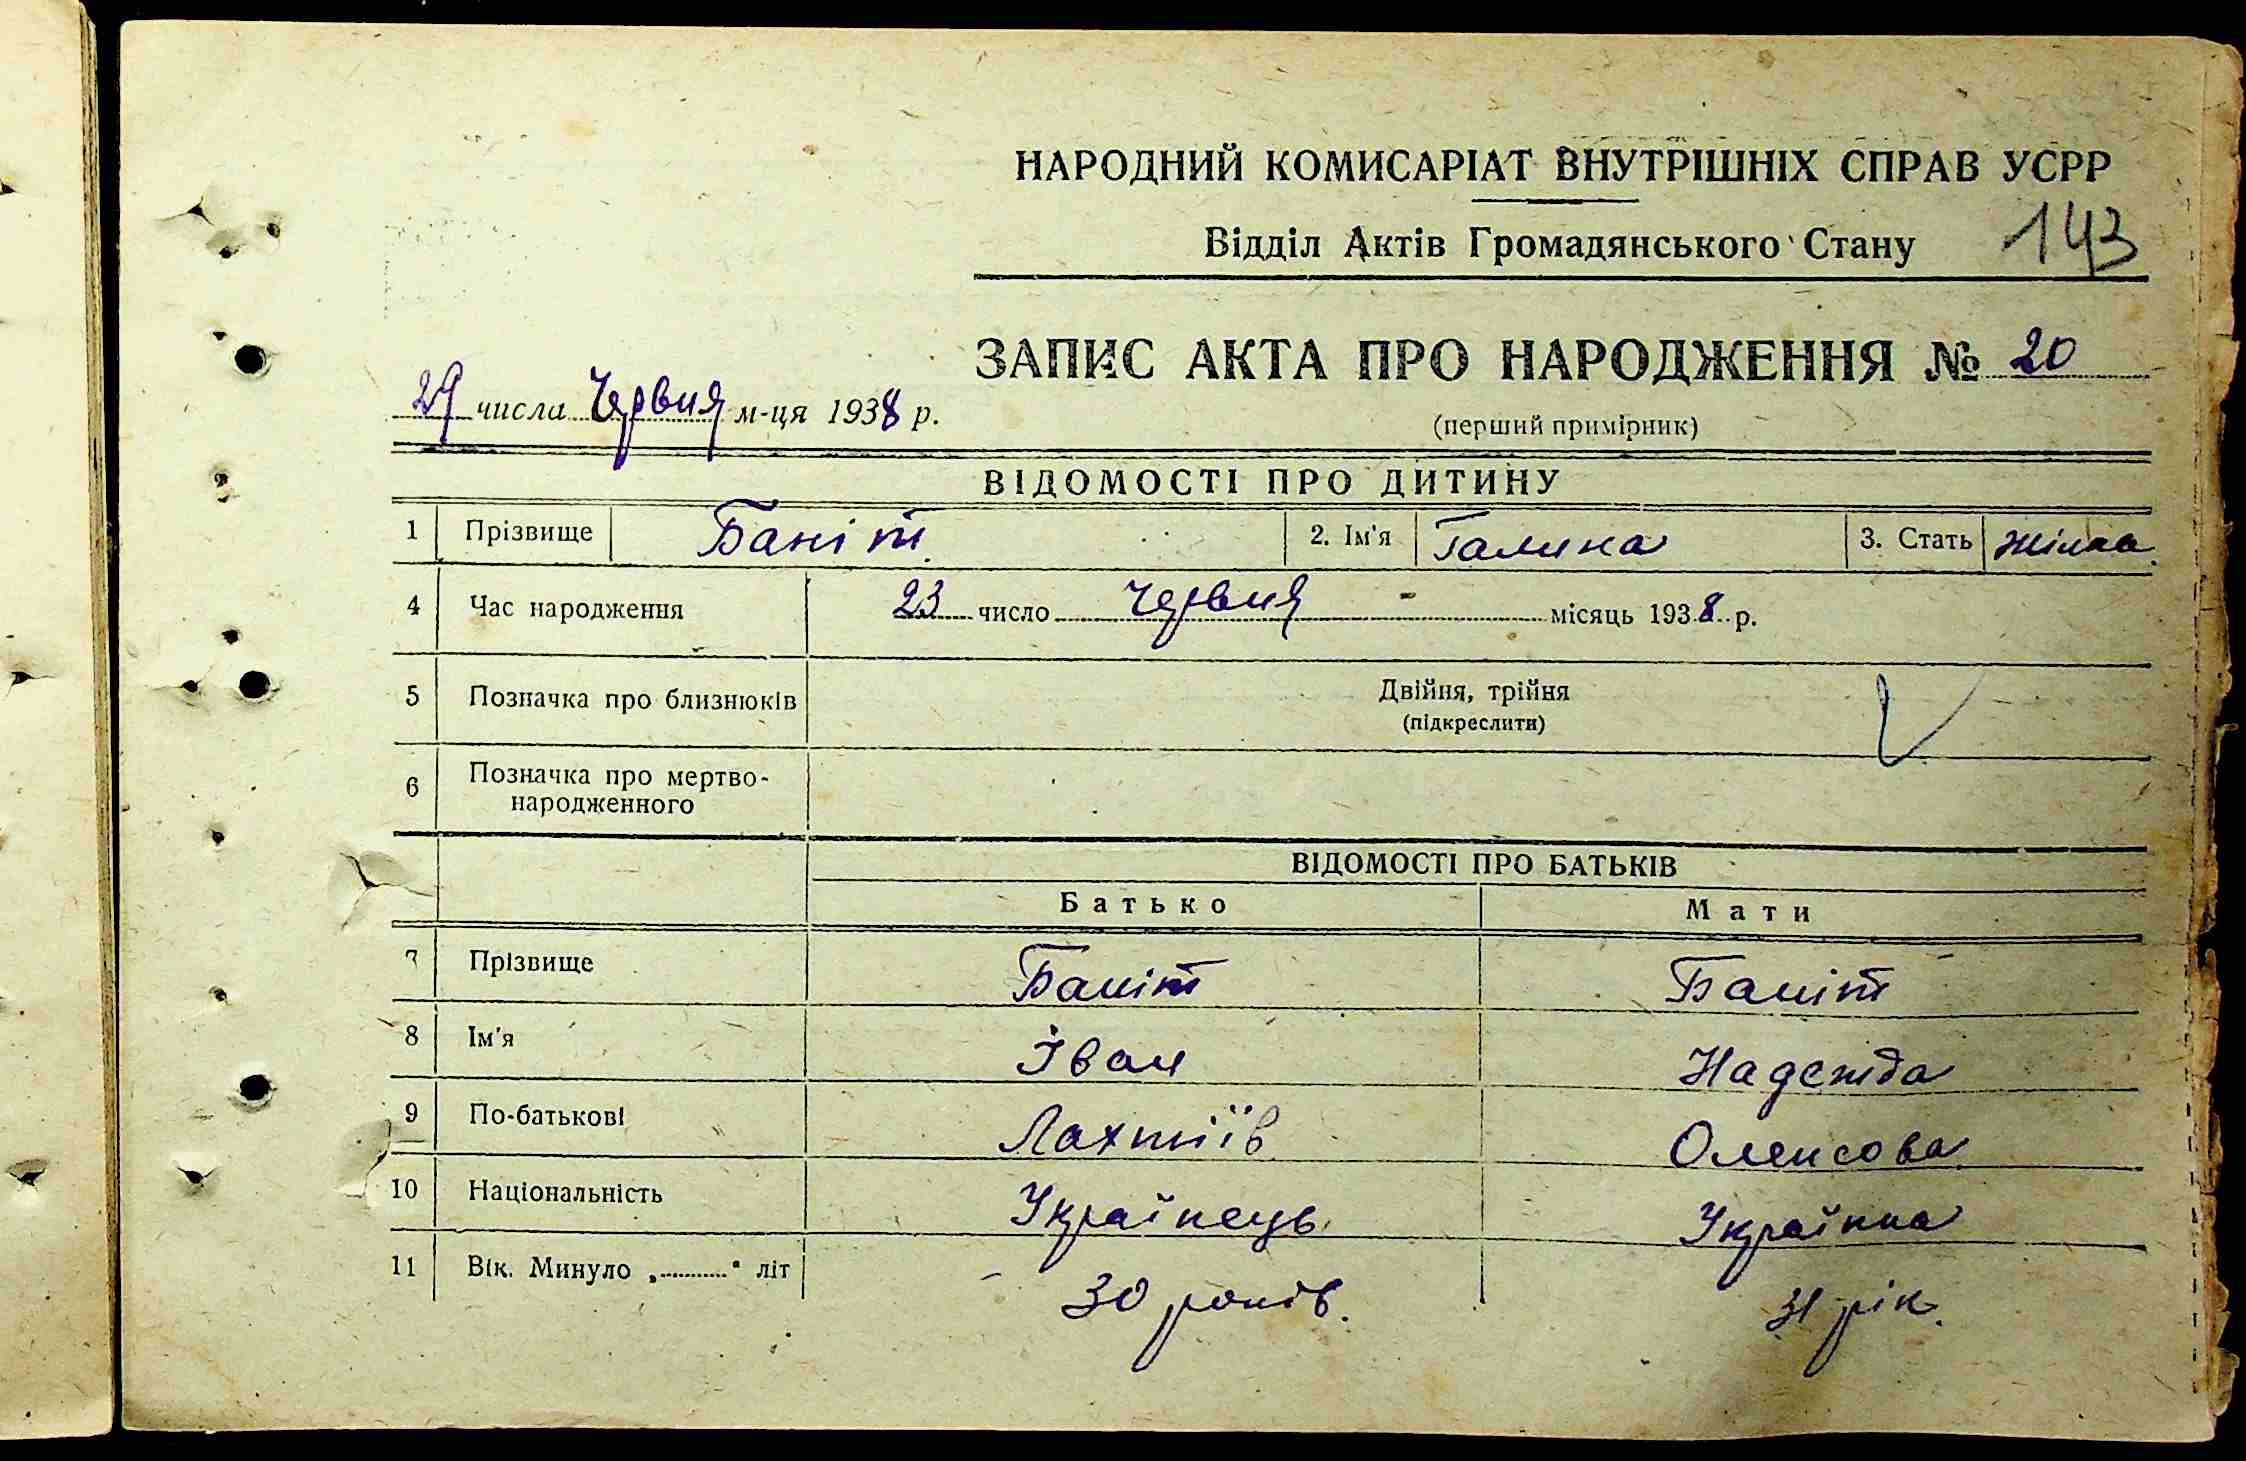 НАРОДНИЙ КОМИСАРІАТ ВНУТРІШНІХ СПРАВ УСРР
Відділ Актів Громадянського Стану 143
ЗАПИС АКТА ПРО НАРОДЖЕННЯ № 20
29 числа Червня м-ця 1938 р.
(перший примірник)
ВІДОМОСТІ ПРО ДИТИНУ
1 Прізвище Баніт 2. Ім'я Галина 3. Стать Жінка
4 Час народження 23 число Червня місяць 1938 р.
5 Позначка про близнюків Двійня, трійня
(підкреслити)
6 Позначка про мертво-
народженного
ВІДОМОСТІ ПРО БАТЬКІВ
Батько Мати
7 Прізвище Баніт Баніт
8 Ім'я Іван Надежда
9 По-батькові Лахтіїв Олексова
10 Національність Українець Українка
11 Вік. Минуло „..........“ літ 30 років. 31 рік.